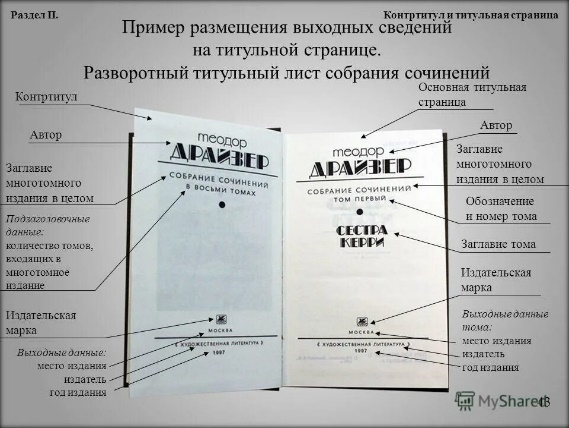 Раздел II.
Контртитул и титульная страница
Пример размещения выходных сведений
на титульной странице.
Разворотный титульный лист собрания сочинений
Контртитул
Автор
Заглавие
многотомного
издания в целом
Подзаголовочные
данные:
количество томов,
входящих в
многотомное
издание
Издательская
марка
Выходные данные:
место издания
издатель
год издания
теодор
ДРАЙЗЕР
СОБРАНИЕ СОЧИНЕНИЙ
В ВОСЬМИ ТОМАХ
МОСКВА
«ХУДОЖЕСТВЕННАЯ ЛИТЕРАТУРА»
1997
теодор
ДРАЙЗЕР
СОБРАНИЕ СОЧИНЕНИЙ
ТОМ ПЕРВЫЙ
СЕСТРА
КЕРРИ
МОСКВА
«ХУДОЖЕСТВЕННАЯ ЛИТЕРАТУРА»
1997
Основная титульная
страница
Автор
Заглавие
многотомного
издания в целом
Обозначение
и номер тома
Заглавие тома
Издательская
марка
Выходные данные
тома:
место издания
издатель
год издания
43
MyShared